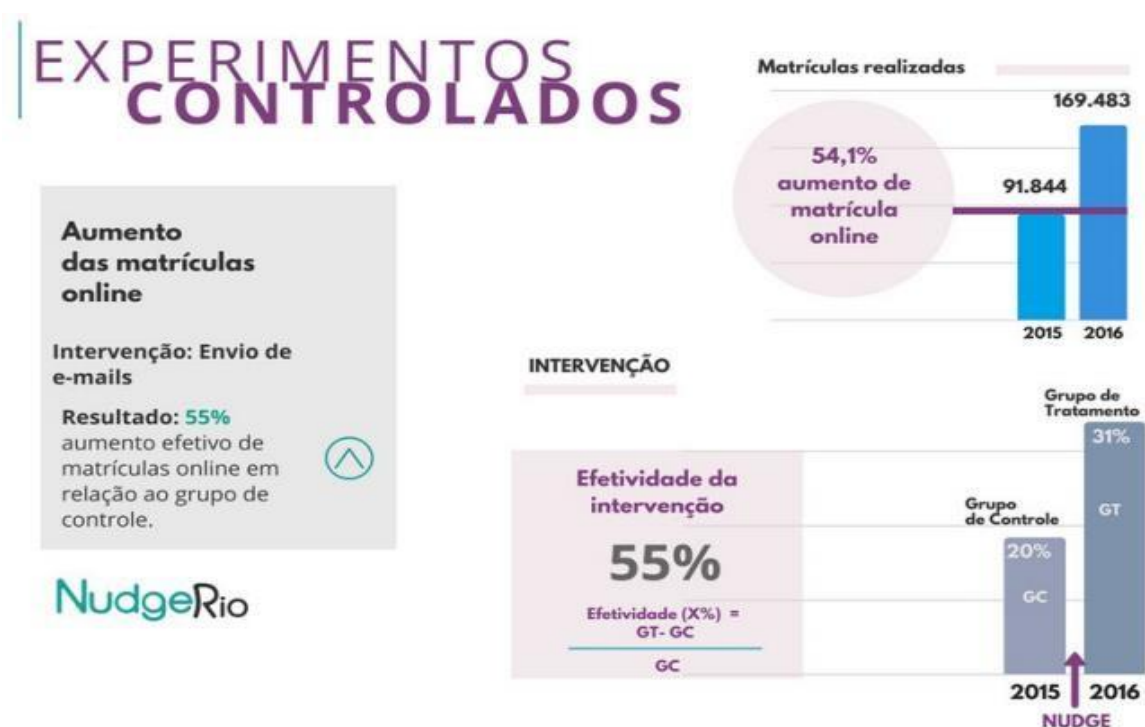 EXPERIMENTOS
CONTROLADOS
Aumento
das matrículas
online
Intervenção: Envio de
e-mails
Resultado: 55%
aumento efetivo de
matrículas online em
relação ao grupo de
controle.
NudgeRio
Matrículas realizadas
169.483
54,1%
aumento de
matrícula
online
91.844
2015 2016
INTERVENÇÃO
Efetividade da
intervenção
55%
Efetividade (X%) =
GT- GC
GC
Grupo de
Tratamento
31%
GT
Grupo
de Controle
20%
GC
2015 2016
NUDGE